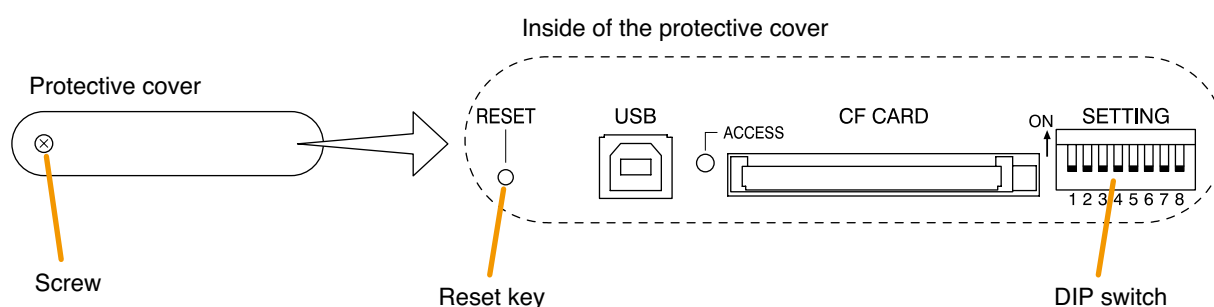 Inside of the protective cover
Protective cover
RESET
USB
ACCESS
CF CARD
ON
SETTING
1 2 3 4 5 6 7 8
Screw
Reset key
DIP switch